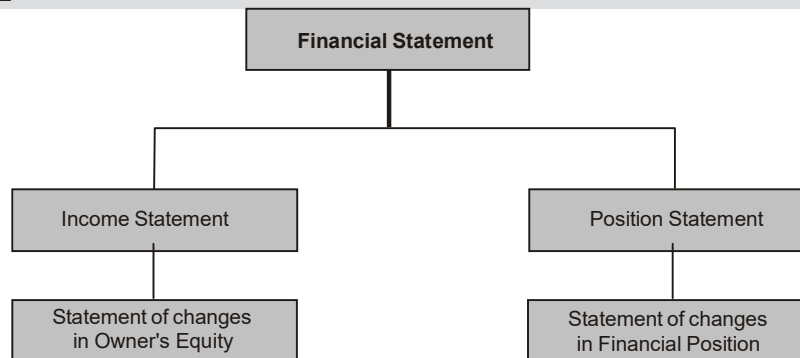 Financial Statement
Income Statement
Position Statement
Statement of changes
in Owner's Equity
Statement of changes
in Financial Position